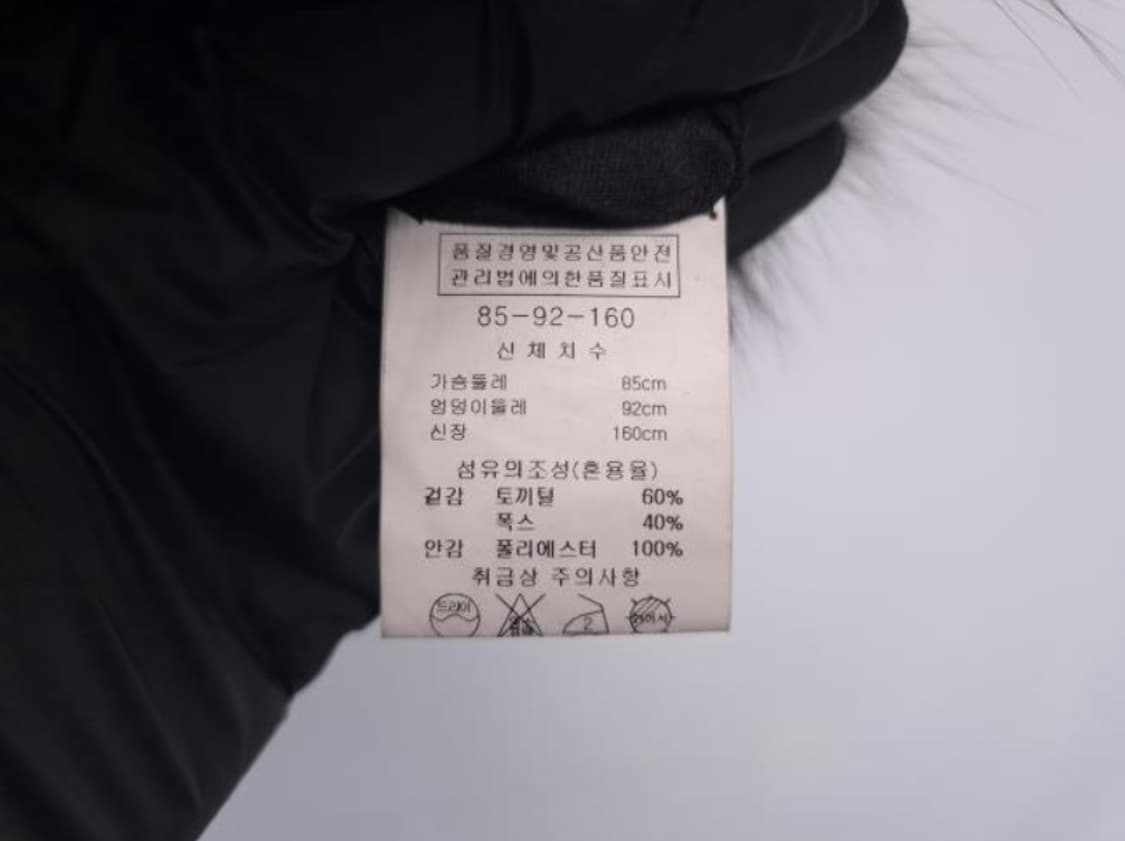 품질경영및공산품안전
관리법에의한품질표시
85-92-160
신 체 치 수
가슴둘레 85cm
엉덩이둘레 92cm
신장 160cm
섬유의조성(혼용율)
겉감 토끼털 60%
폭스 40%
안감 폴리에스터 100%
취급상 주의사항
드라이 2